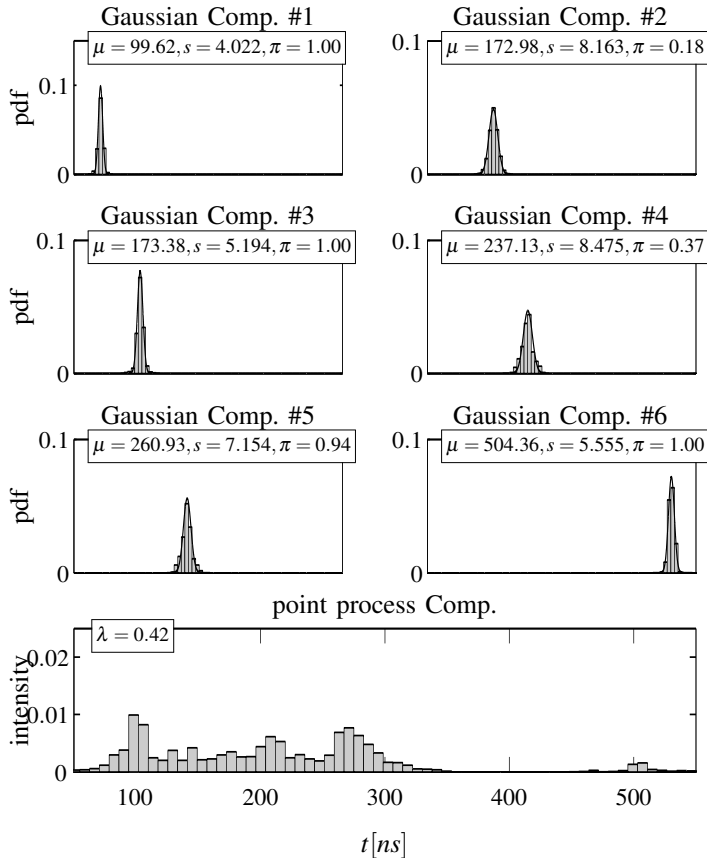 Gaussian Comp. #1
μ = 99.62, s = 4.022, π = 1.00
0.1
0
pdf
Gaussian Comp. #2
μ = 172.98, s = 8.163, π = 0.18
0.1
0
Gaussian Comp. #3
μ = 173.38, s = 5.194, π = 1.00
0.1
0
pdf
Gaussian Comp. #4
μ = 237.13, s = 8.475, π = 0.37
0.1
0
Gaussian Comp. #5
μ = 260.93, s = 7.154, π = 0.94
0.1
0
pdf
Gaussian Comp. #6
μ = 504.36, s = 5.555, π = 1.00
0.1
0
point process Comp.
λ = 0.42
0.02
0.01
0
intensity
100 200 300 400 500
t[ns]